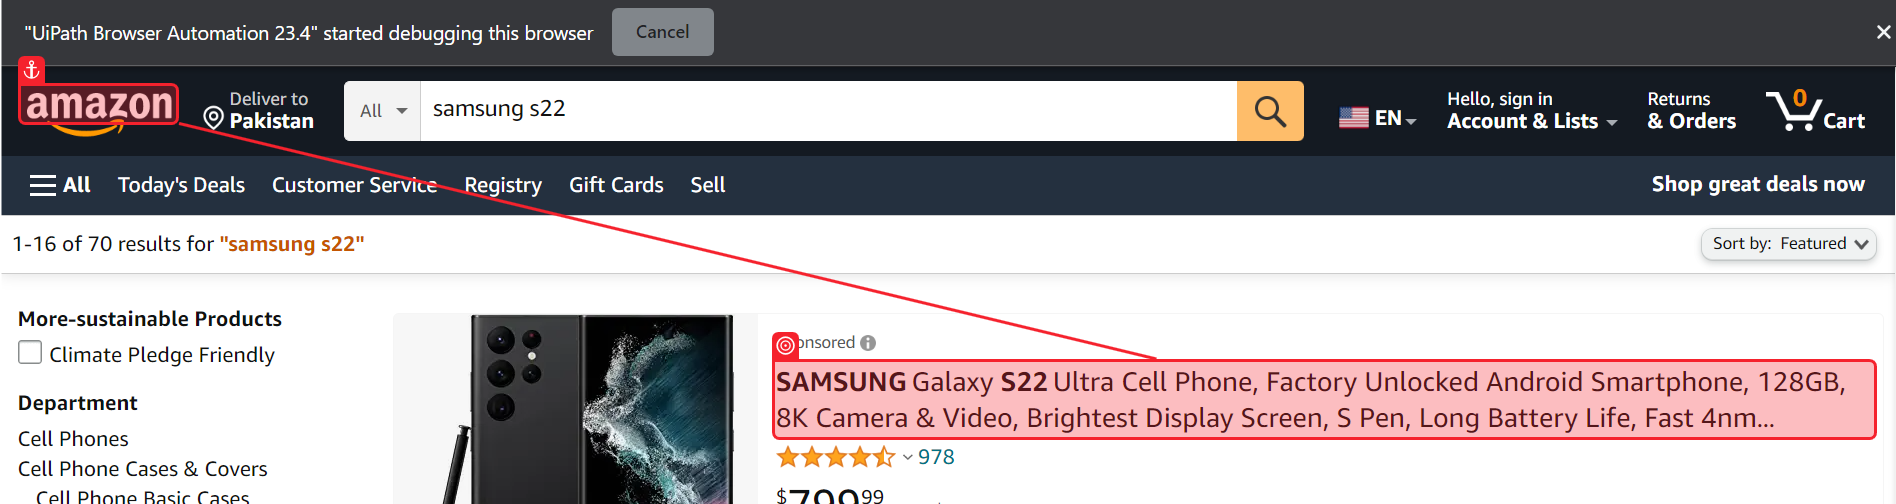 "UiPath Browser Automation 23.4" started debugging this browser
Cancel
amazon
Deliver to
Pakistan
All
samsung s22
EN
Hello, sign in
Account & Lists
Returns
& Orders
0
Cart
All
Today's Deals
Customer Service
Registry
Gift Cards
Sell
Shop great deals now
1-16 of 70 results for "samsung s22"
Sort by: Featured
More-sustainable Products
Climate Pledge Friendly
Department
Cell Phones
Cell Phone Cases & Covers
Cell Phone Basic Cases
onsored
SAMSUNG Galaxy S22 Ultra Cell Phone, Factory Unlocked Android Smartphone, 128GB,
8K Camera & Video, Brightest Display Screen, S Pen, Long Battery Life, Fast 4nm...
978
$799.99